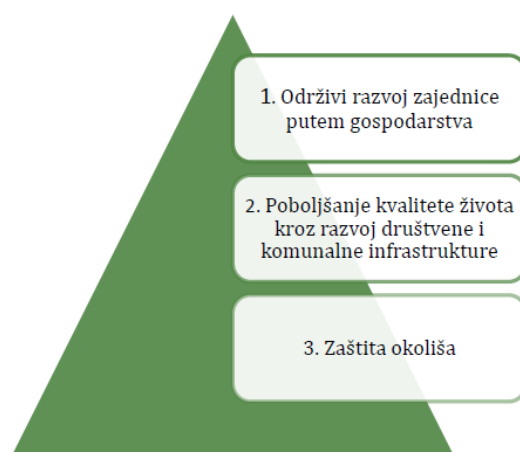 1. Održivi razvoj zajednice
putem gospodarstva
2. Poboljšanje kvalitete života
kroz razvoj društvene i
komunalne infrastrukture
3. Zaštita okoliša